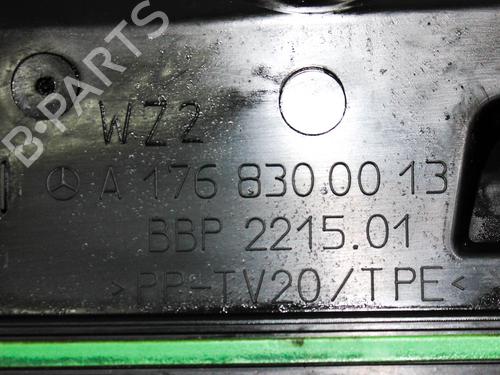 B-PARTS
WZ2
A 176 830 00 13
BBP 2215.01
>PP-TV20/TPE<